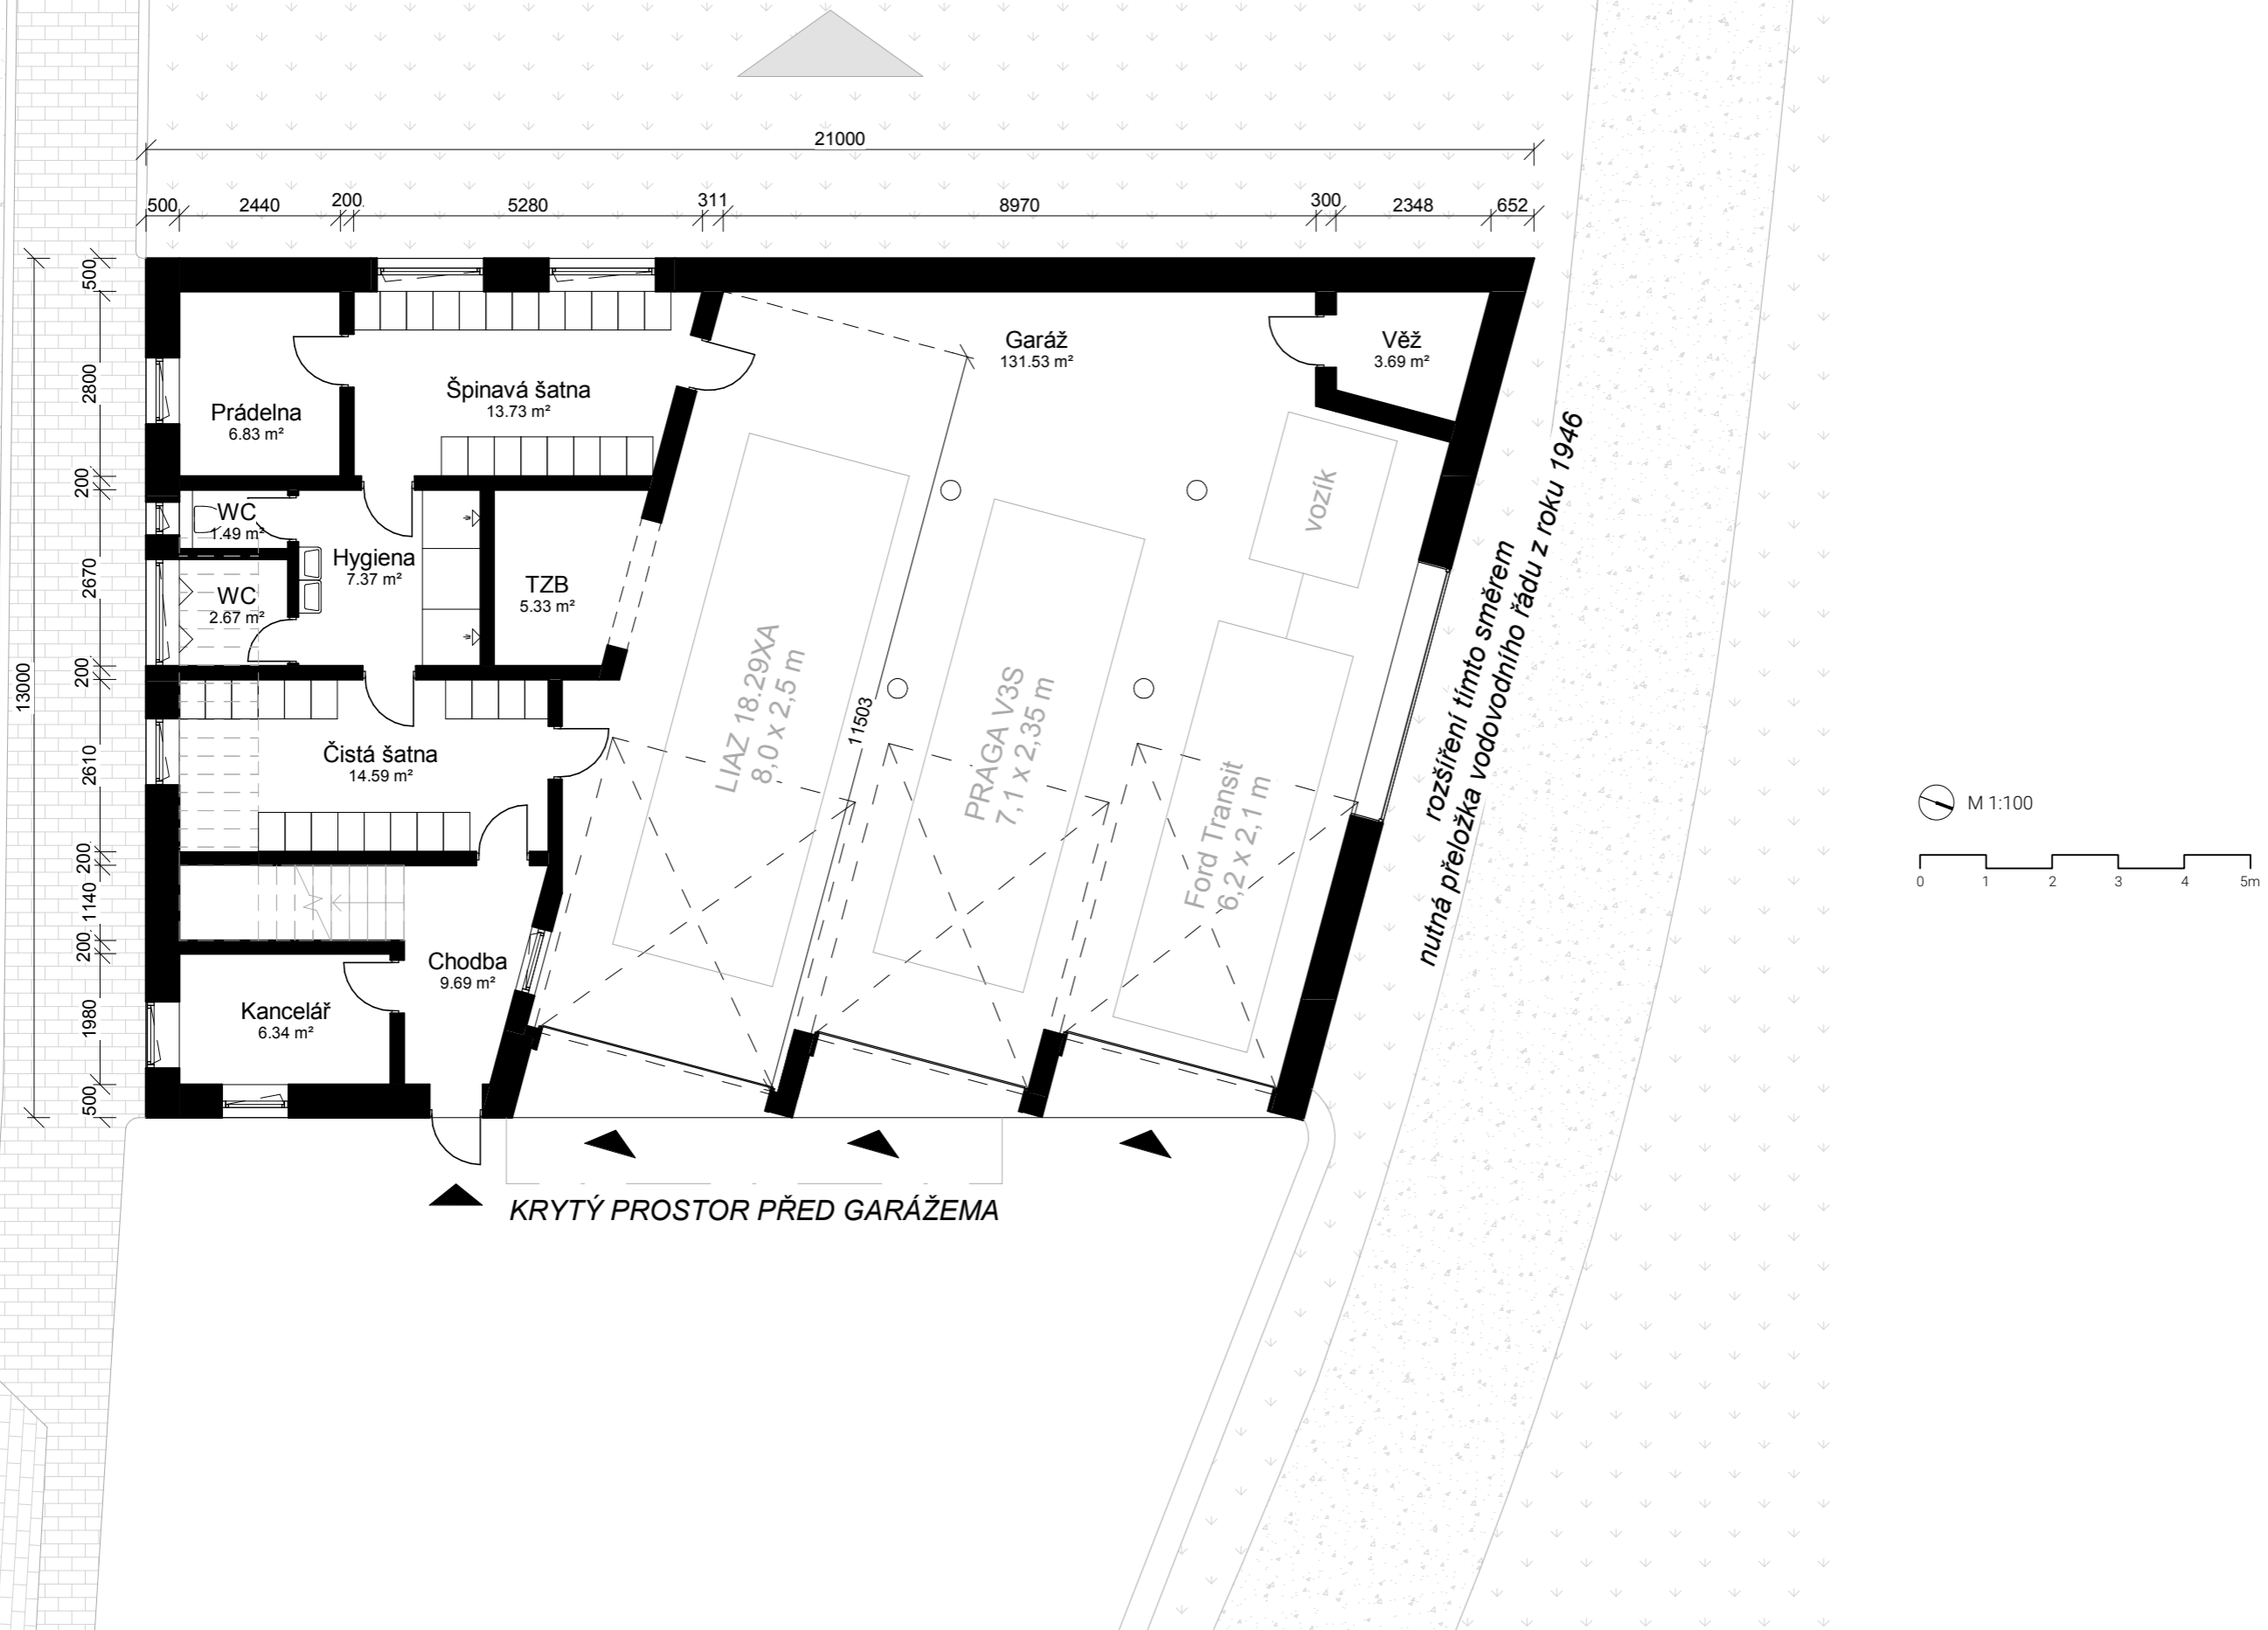 21000
500 2440 200 5280 311 8970 300 2348 652
13000
500
2800
200
2670
200
2610
200
1140
200
1980
500
Garáž
131.53 m²
Věž
3.69 m²
Špinavá šatna
13.73 m²
Prádelna
6.83 m²
WC
1.49 m²
Hygiena
7.37 m²
TZB
5.33 m²
WC
2.67 m²
Čistá šatna
14.59 m²
Chodba
9.69 m²
Kancelář
6.34 m²
vozík
LIAZ 18.29XA
8,0 x 2,5 m
11503
PRAGA V3S
7,1 x 2,35 m
Ford Transit
6,2 x 2,1 m
rozšíření tímto směrem
nutná přeložka vodovodního řádu z roku 1946
M 1:100
0 1 2 3 4 5m
KRYTÝ PROSTOR PŘED GARÁŽEMA